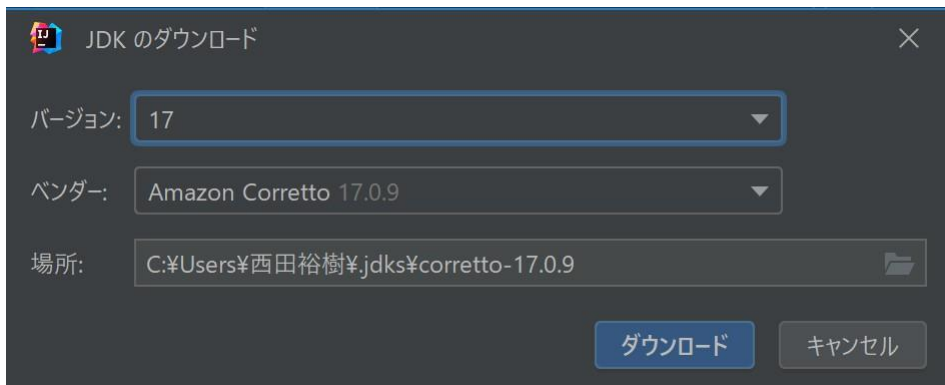 JDK のダウンロード
バージョン: 17
ベンダー: Amazon Corretto 17.0.9
場所: C:¥Users¥西田裕樹¥.jdks¥corretto-17.0.9
ダウンロード キャンセル